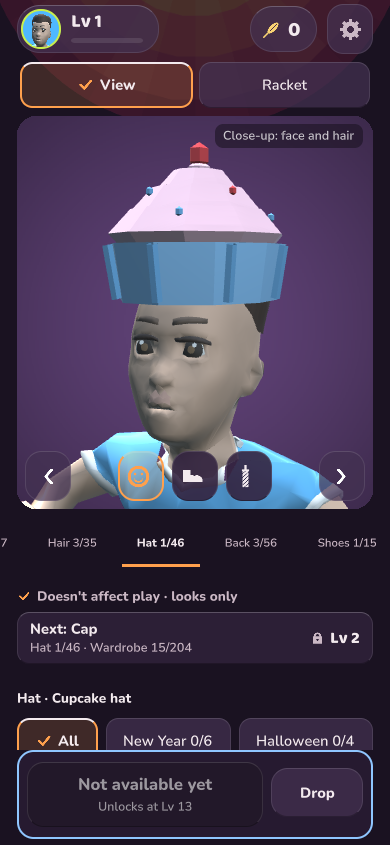 Lv 1
0
View
Racket
Close-up: face and hair
7
Hair 3/35
Hat 1/46
Back 3/56
Shoes 1/15
Doesn't affect play · looks only
Next: Cap
Hat 1/46 · Wardrobe 15/204
Lv 2
Hat · Cupcake hat
All
New Year 0/6
Halloween 0/4
Not available yet
Unlocks at Lv 13
Drop